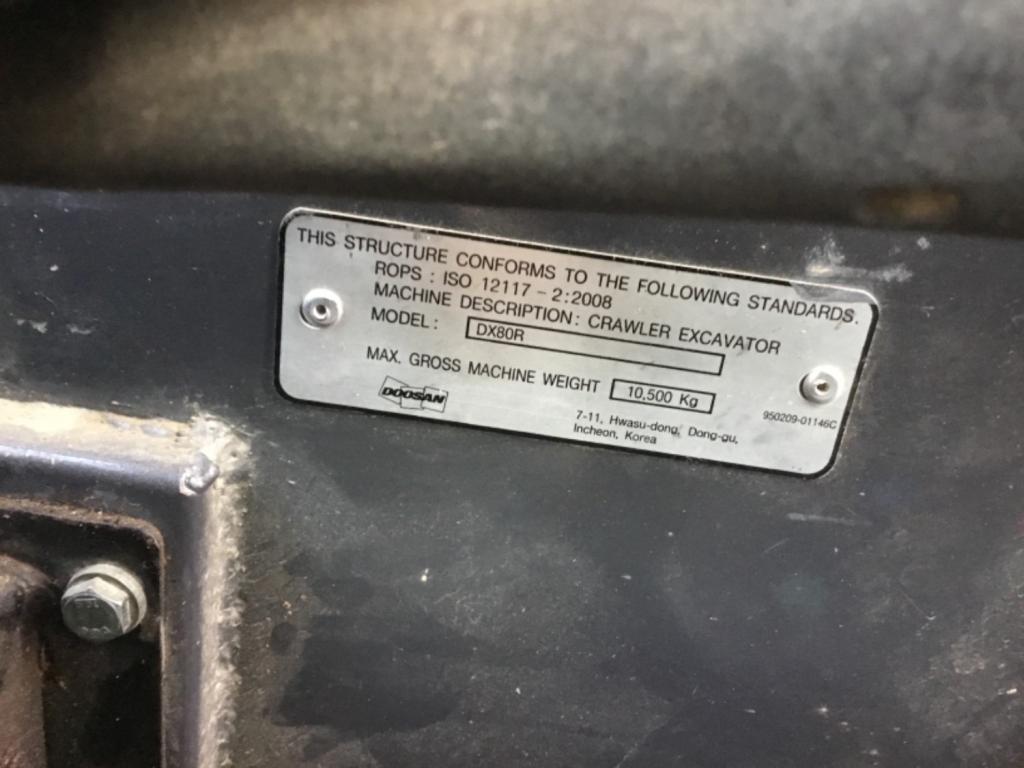 THIS STRUCTURE CONFORMS TO THE FOLLOWING STANDARDS.
ROPS : ISO 12117 - 2:2008
MACHINE DESCRIPTION: CRAWLER EXCAVATOR
MODEL: DX80R
MAX. GROSS MACHINE WEIGHT 10,500 Kg
DOOSAN
7-11, Hwasu-dong, Dong-gu,
Incheon, Korea
950209-01146C